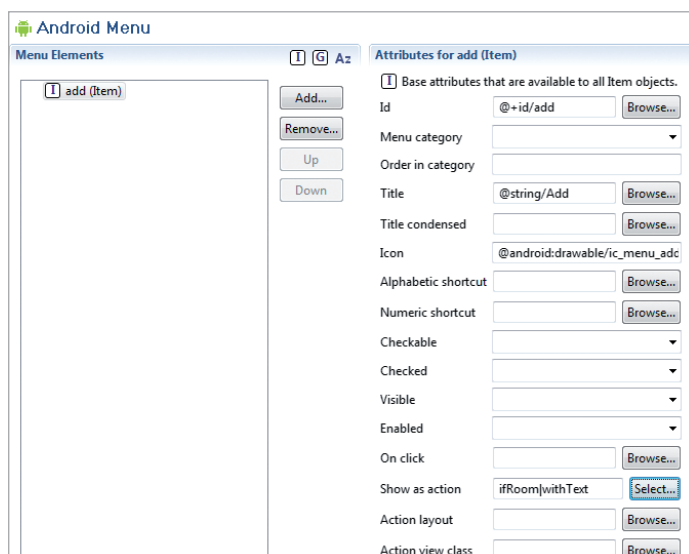 Android Menu
Menu Elements
I G Az
I add (Item)
Add...
Remove...
Up
Down
Attributes for add (Item)
I Base attributes that are available to all Item objects.
Id @+id/add Browse...
Menu category
Order in category
Title @string/Add Browse...
Title condensed Browse...
Icon @android:drawable/ic_menu_add
Alphabetic shortcut Browse...
Numeric shortcut Browse...
Checkable
Checked
Visible
Enabled
On click Browse...
Show as action ifRoom|withText Select...
Action layout Browse...
Action view class Browse...